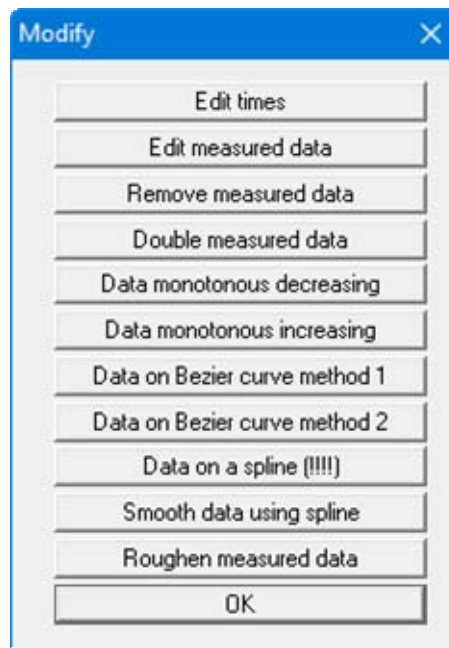 Modify
Edit times
Edit measured data
Remove measured data
Double measured data
Data monotonous decreasing
Data monotonous increasing
Data on Bezier curve method 1
Data on Bezier curve method 2
Data on a spline (!!!!)
Smooth data using spline
Roughen measured data
OK